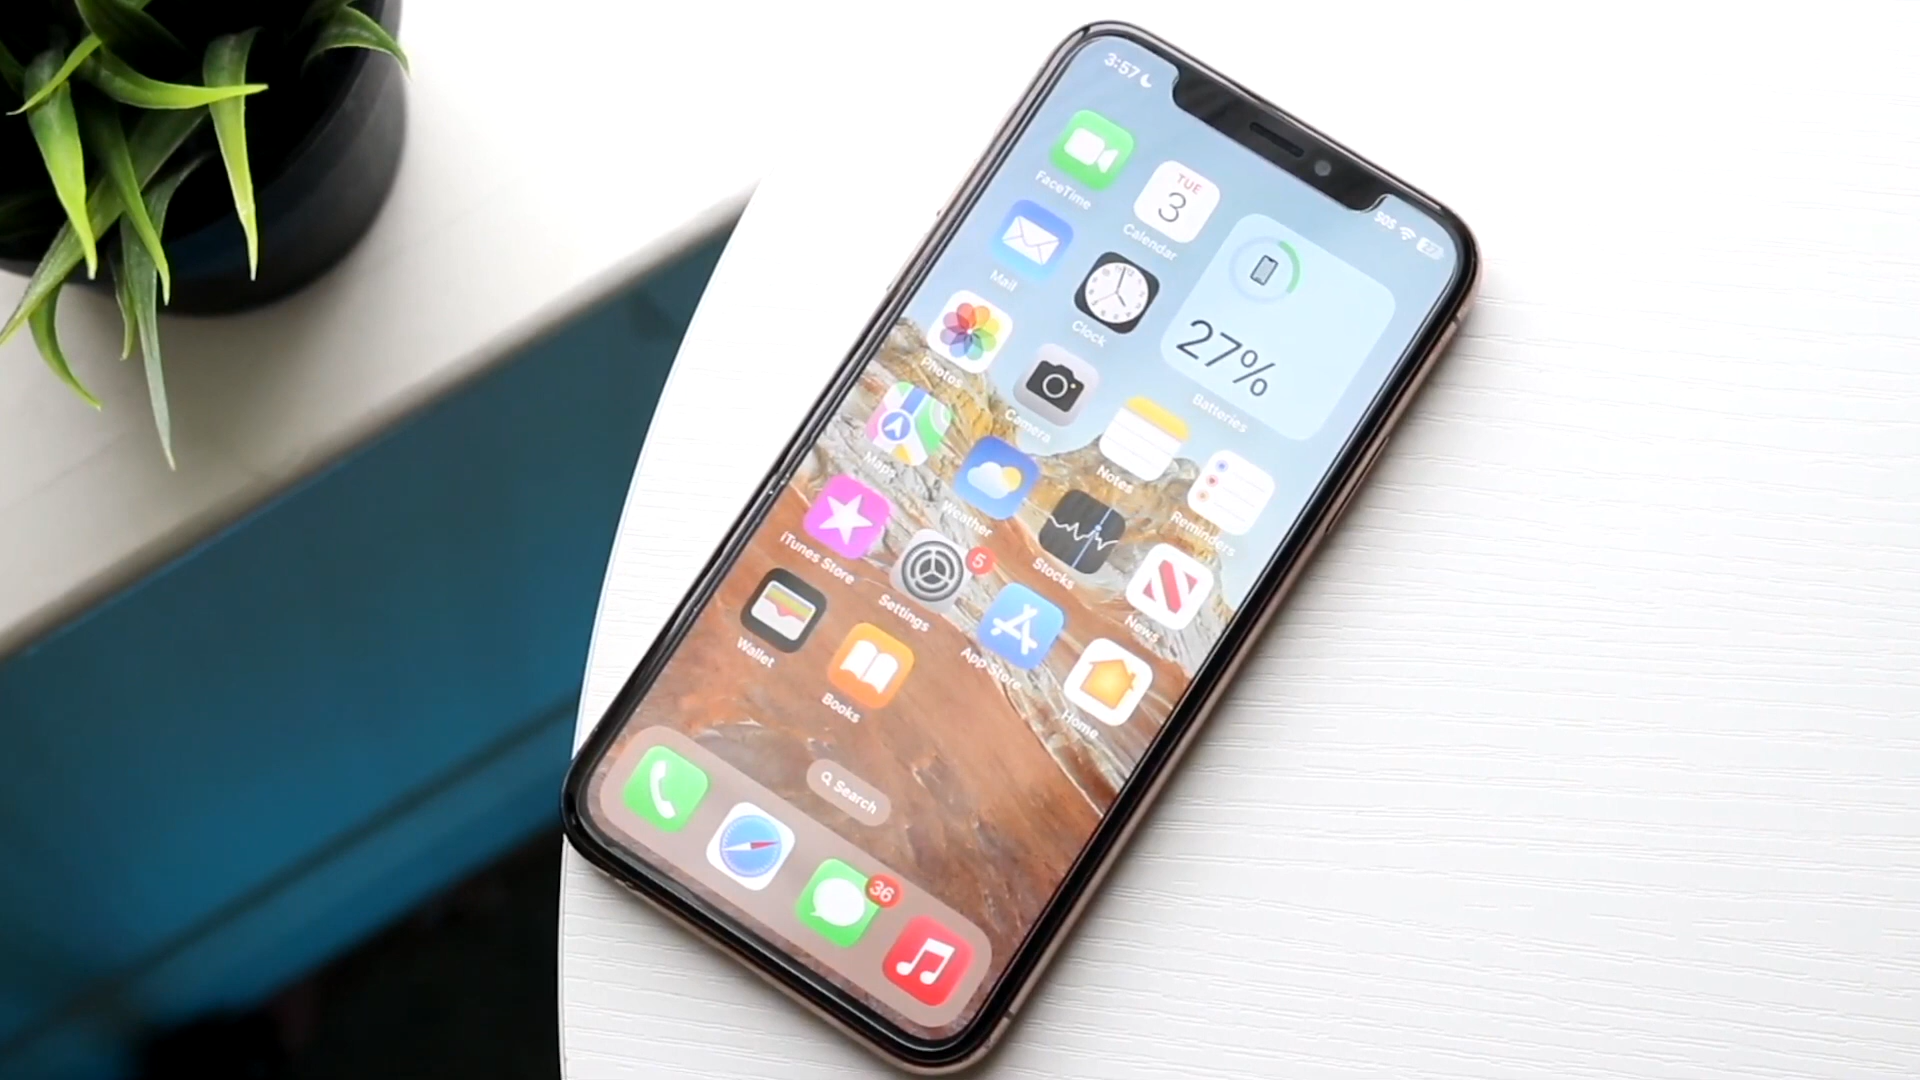 3:57
SOS
27
FaceTime
TUE
3
Calendar
Mail
Clock
27%
Batteries
Photos
Camera
Notes
Reminders
Maps
Weather
Stocks
News
iTunes Store
5
Settings
App Store
Home
Wallet
Books
Search
36